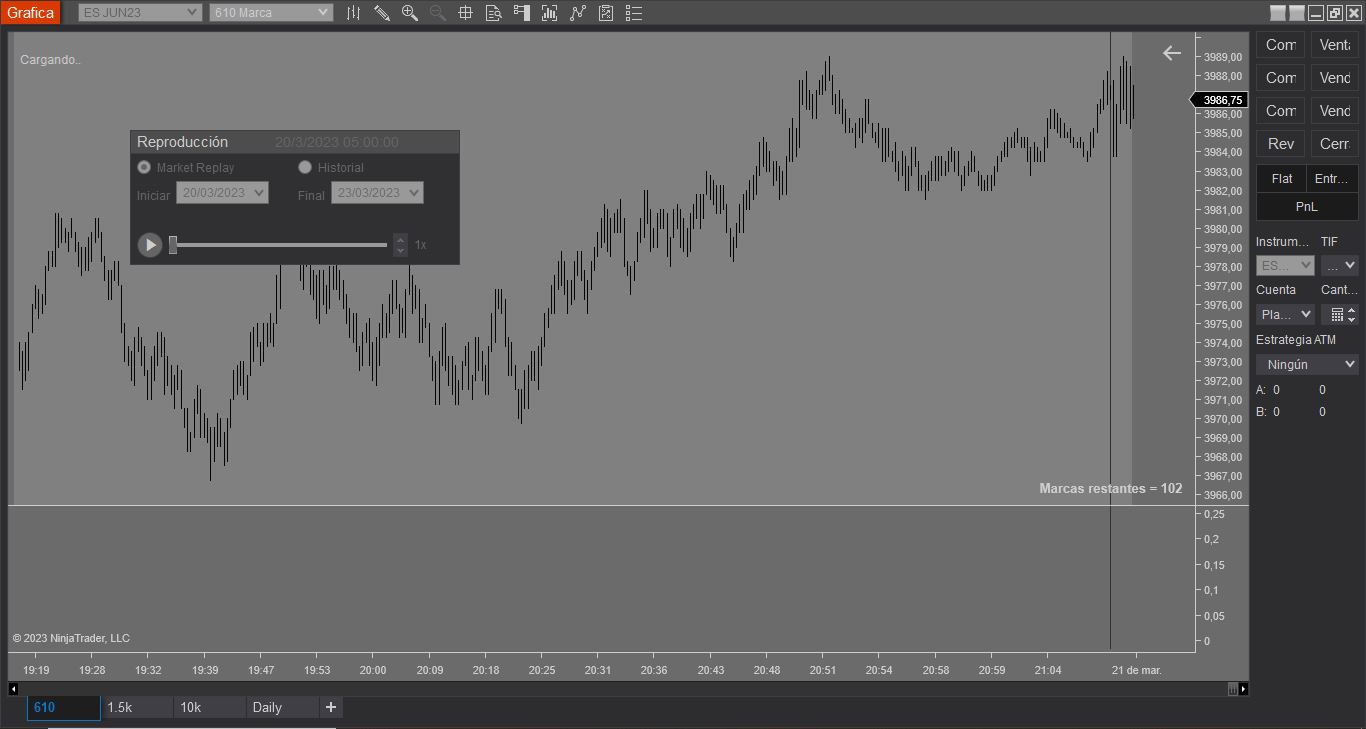 Grafica
ES JUN23
610 Marca
Cargando..
Reproducción
20/3/2023 05:00:00
Market Replay
Historial
Iniciar
20/03/2023
Final
23/03/2023
1x
Marcas restantes = 102
© 2023 NinjaTrader, LLC
3989,00
3988,00
3986,75
3986,00
3985,00
3984,00
3983,00
3982,00
3981,00
3980,00
3979,00
3978,00
3977,00
3976,00
3975,00
3974,00
3973,00
3972,00
3971,00
3970,00
3969,00
3968,00
3967,00
3966,00
0,25
0,2
0,15
0,1
0,05
0
19:19 19:28 19:32 19:39 19:47 19:53 20:00 20:09 20:18 20:25 20:31 20:36 20:43 20:48 20:51 20:54 20:58 20:59 21:04 21 de mar.
610 1.5k 10k Daily +
Com Venta
Com Vend
Com Vend
Rev Cerr
Flat Entr...
PnL
Instrum... TIF
ES... ...
Cuenta Cant...
Pla...
Estrategia ATM
Ningún
A: 0 0
B: 0 0